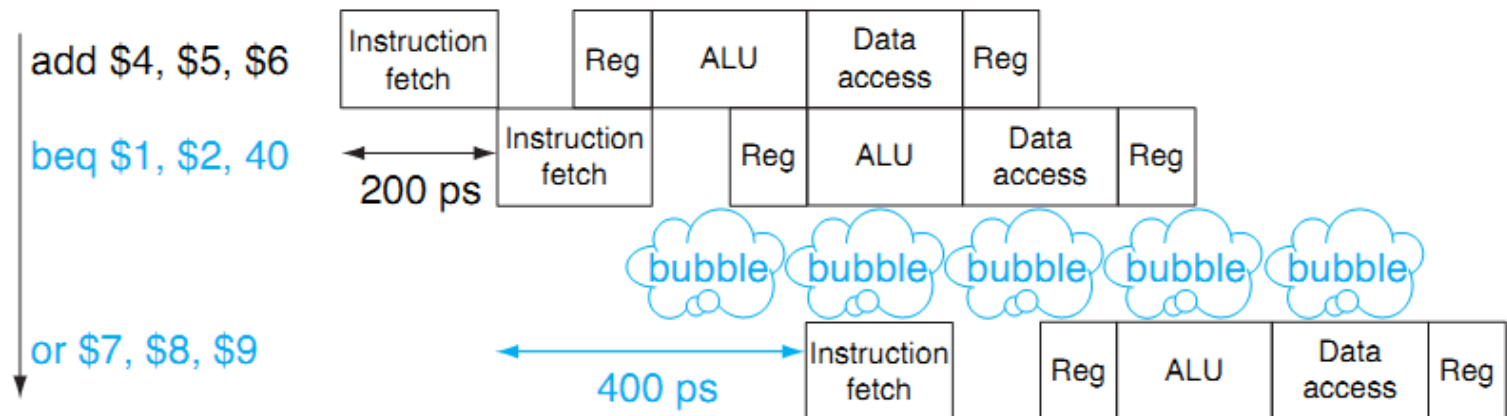 add $4, $5, $6
Instruction
fetch
Reg
ALU
Data
access
Reg
beq $1, $2, 40
200 ps
Instruction
fetch
Reg
ALU
Data
access
Reg
bubble
bubble
bubble
bubble
bubble
or $7, $8, $9
400 ps
Instruction
fetch
Reg
ALU
Data
access
Reg